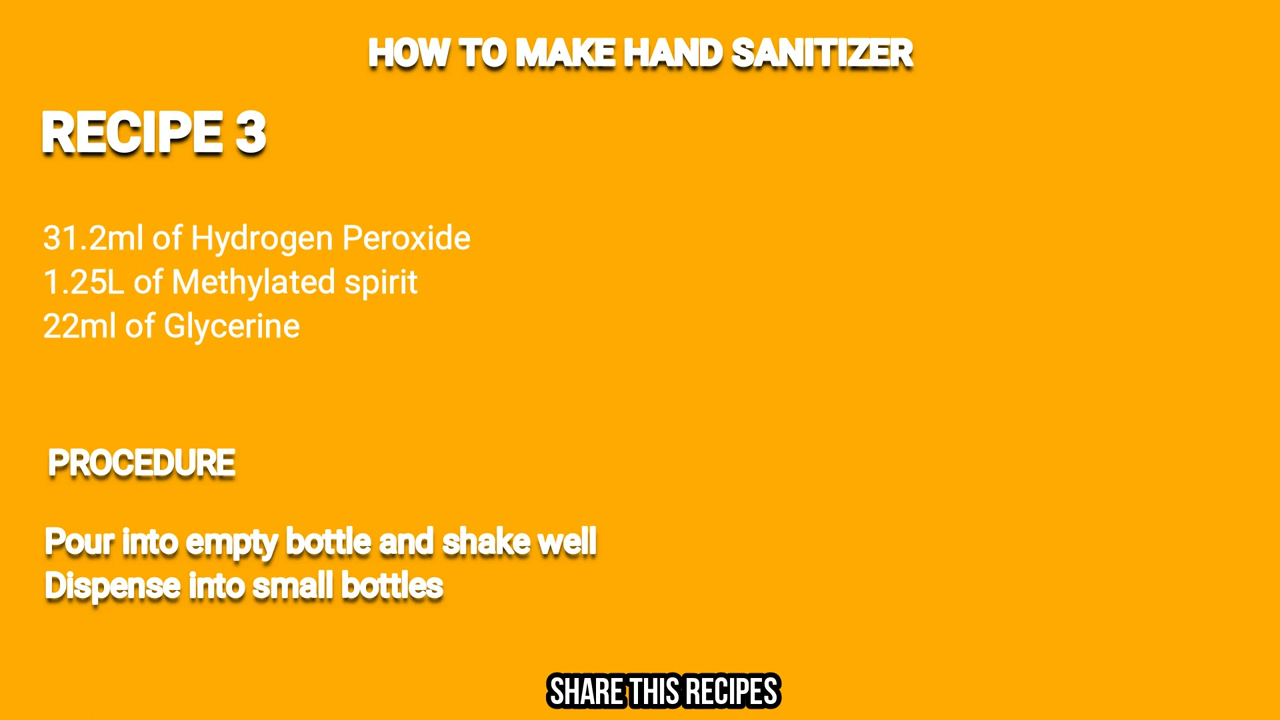 HOW TO MAKE HAND SANITIZER
RECIPE 3
31.2ml of Hydrogen Peroxide
1.25L of Methylated spirit
22ml of Glycerine
PROCEDURE
Pour into empty bottle and shake well
Dispense into small bottles
SHARE THIS RECIPES